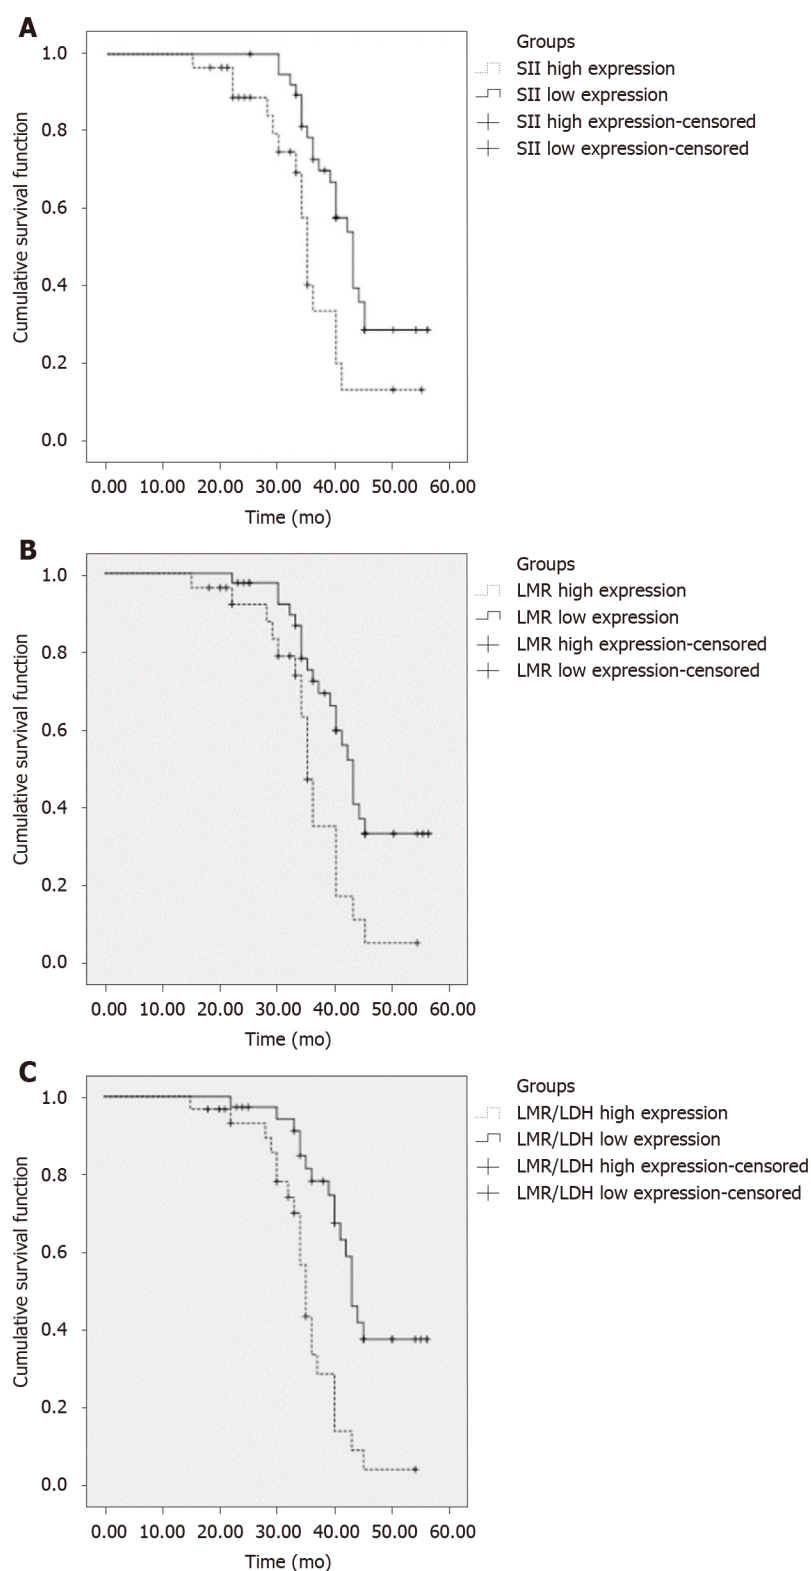 A
Groups
SII high expression
SII low expression
SII high expression-censored
SII low expression-censored
Cumulative survival function
1.0
0.8
0.6
0.4
0.2
0.0
0.00 10.00 20.00 30.00 40.00 50.00 60.00
Time (mo)
B
Groups
LMR high expression
LMR low expression
LMR high expression-censored
LMR low expression-censored
Cumulative survival function
1.0
0.8
0.6
0.4
0.2
0.0
0.00 10.00 20.00 30.00 40.00 50.00 60.00
Time (mo)
C
Groups
LMR/LDH high expression
LMR/LDH low expression
LMR/LDH high expression-censored
LMR/LDH low expression-censored
Cumulative survival function
1.0
0.8
0.6
0.4
0.2
0.0
0.00 10.00 20.00 30.00 40.00 50.00 60.00
Time (mo)